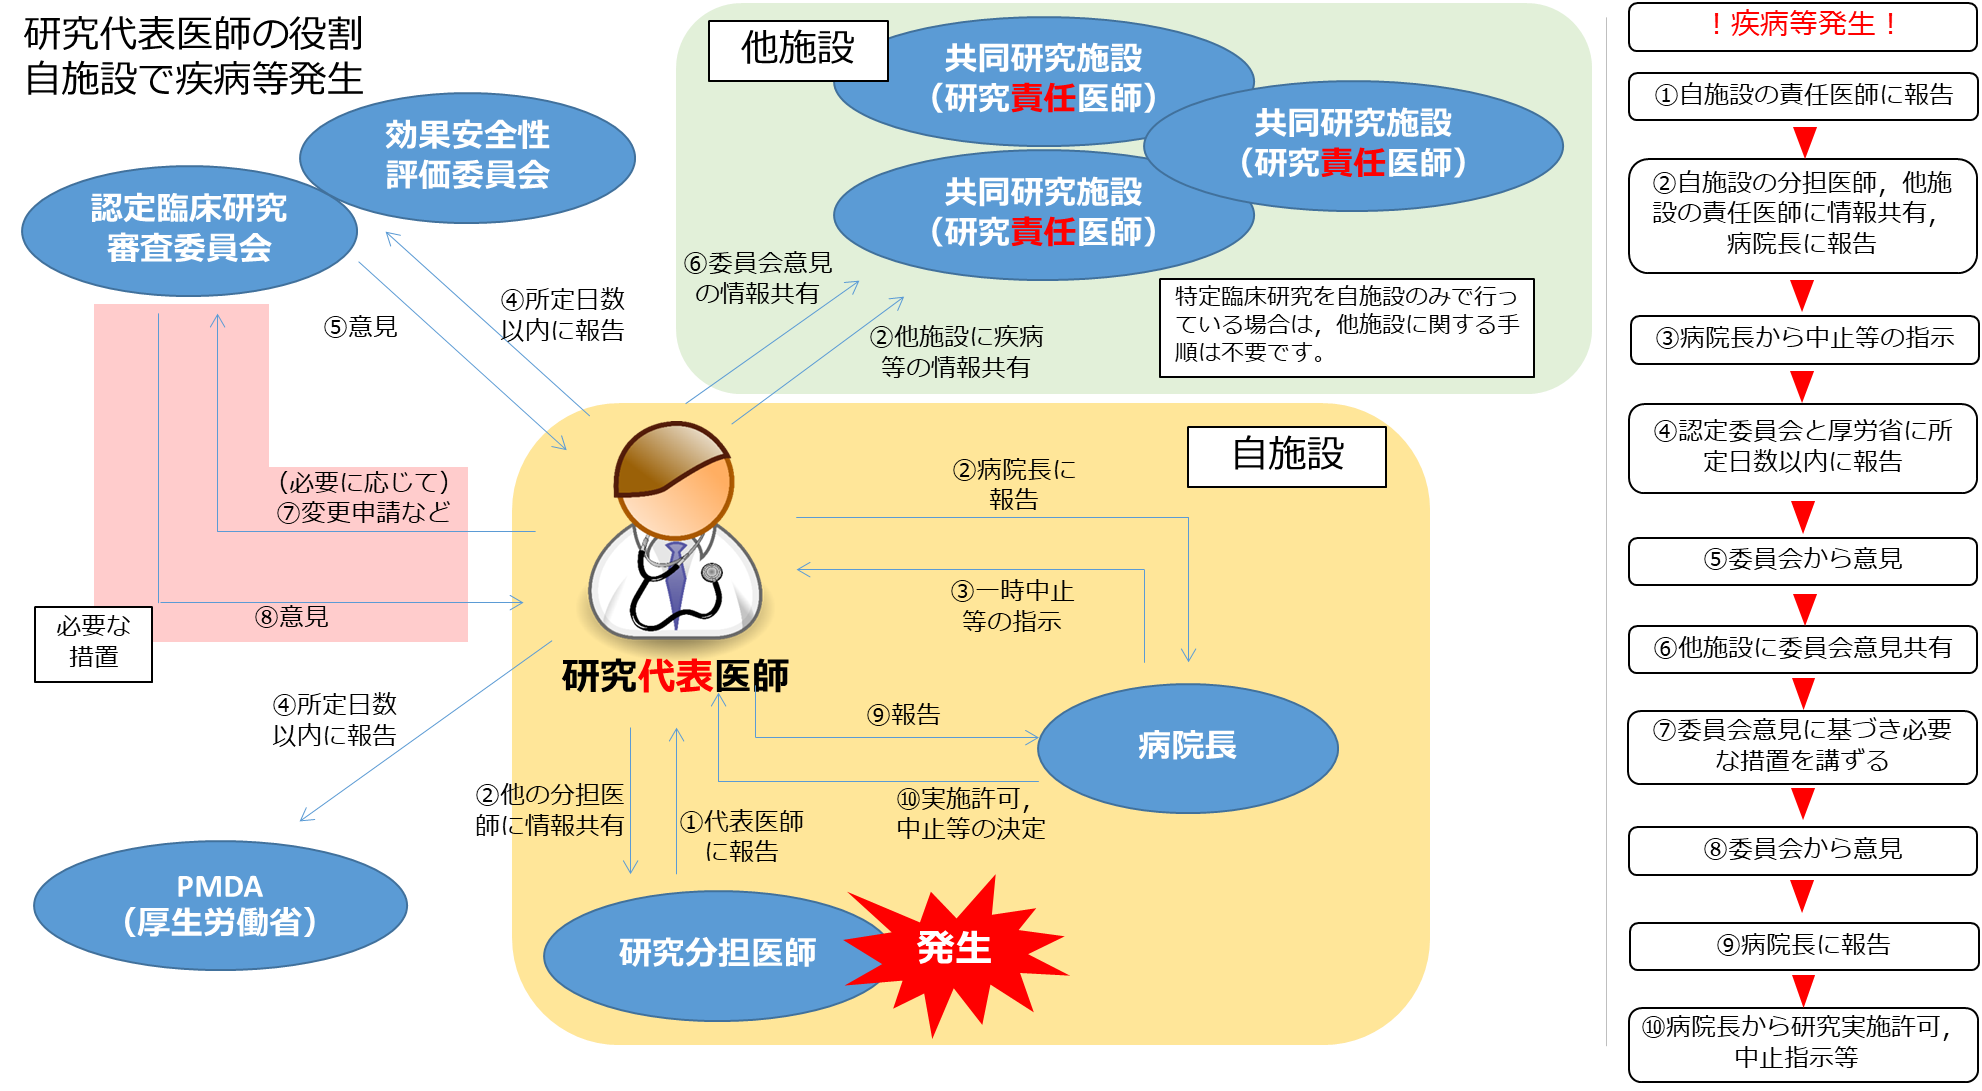 研究代表医師の役割
自施設で疾病等発生
効果安全性
評価委員会
認定臨床研究
審査委員会
他施設
共同研究施設
（研究責任医師）
共同研究施設
（研究責任医師）
共同研究施設
（研究責任医師）
⑥委員会意見
の情報共有
②他施設に疾病
等の情報共有
特定臨床研究を自施設のみで行っ
ている場合は，他施設に関する手
順は不要です。
④所定日数
以内に報告
⑤意見
（必要に応じて）
⑦変更申請など
⑧意見
必要な
措置
④所定日数
以内に報告
PMDA
（厚生労働省）
自施設
②病院長に
報告
③一時中止
等の指示
研究代表医師
⑨報告
病院長
⑩実施許可，
中止等の決定
②他の分担医
師に情報共有
①代表医師
に報告
研究分担医師
発生
！疾病等発生！
①自施設の責任医師に報告
②自施設の分担医師，他施
設の責任医師に情報共有，
病院長に報告
③病院長から中止等の指示
④認定委員会と厚労省に所
定日数以内に報告
⑤委員会から意見
⑥他施設に委員会意見共有
⑦委員会意見に基づき必要
な措置を講ずる
⑧委員会から意見
⑨病院長に報告
⑩病院長から研究実施許可，
中止指示等